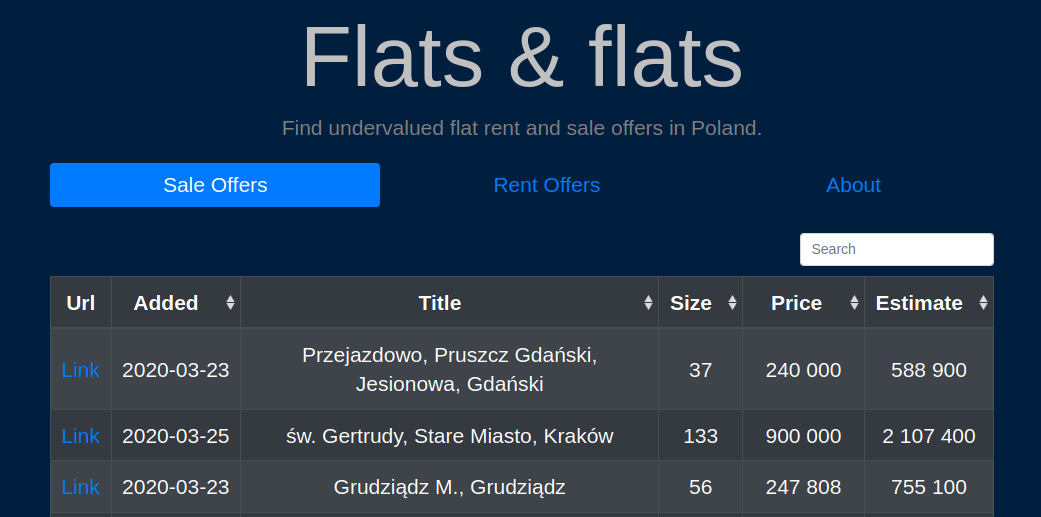 Flats & flats
Find undervalued flat rent and sale offers in Poland.
Sale Offers Rent Offers About
Search
Url Added Title Size Price Estimate
Przejazdowo, Pruszcz Gdański,
Link 2020-03-23 37 240 000 588 900
Jesionowa, Gdański
Link 2020-03-25 św. Gertrudy, Stare Miasto, Kraków 133 900 000 2 107 400
Link 2020-03-23 Grudziądz M., Grudziądz 56 247 808 755 100